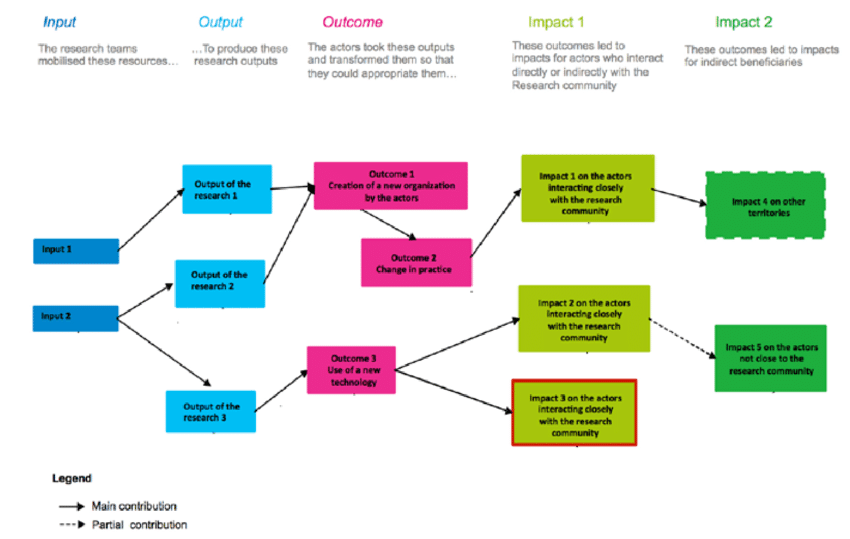 Input
Output
Outcome
Impact 1
Impact 2
The research teams
mobilised these resources…
…To produce these
research outputs
The actors took these outputs
and transformed them so that
they could appropriate them…
These outcomes led to
impacts for actors who interact
directly or indirectly with the
Research community
These outcomes led to impacts
for indirect beneficiaries
Input 1
Input 2
Output of the
research 1
Output of the
research 2
Output of the
research 3
Outcome 1
Creation of a new organization
by the actors
Outcome 2
Change in practice
Outcome 3
Use of a new
technology
Impact 1 on the actors
interacting closely
with the research
community
Impact 2 on the actors
interacting closely
with the research
community
Impact 3 on the actors
interacting closely
with the research
community
Impact 4 on other
territories
Impact 5 on the actors
not close to the
research community
Legend
Main contribution
Partial contribution